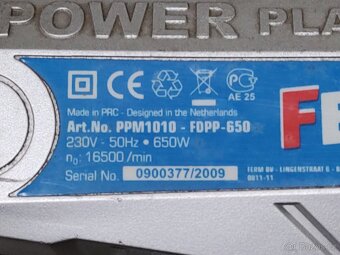 POWER PLA
CE
AE 25
Made in PRC - Designed in the Netherlands
Art.No. PPM1010 - FDPP-650
230V - 50Hz • 650W
n₀: 16500 /min
Serial No. 0900377/2009
FE
FERM BV - LINGENSTRAAT 6 -
0811-11